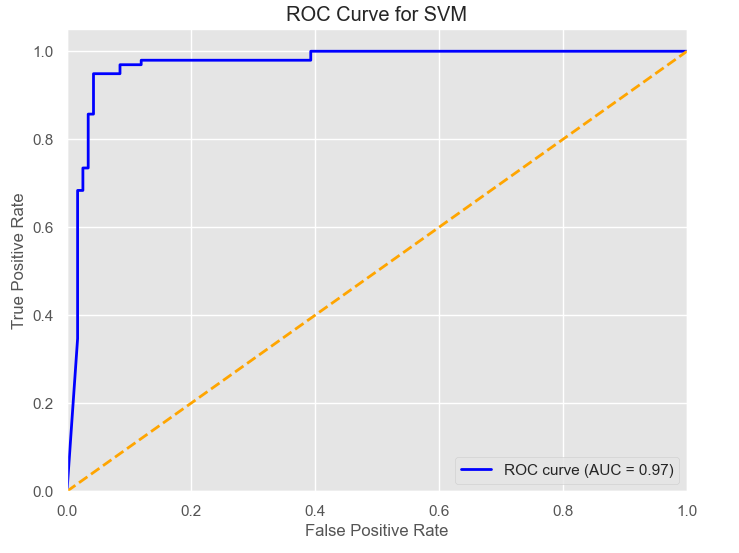 ROC Curve for SVM
1.0
0.8
0.6
0.4
0.2
0.0
True Positive Rate
ROC curve (AUC = 0.97)
0.0 0.2 0.4 0.6 0.8 1.0
False Positive Rate